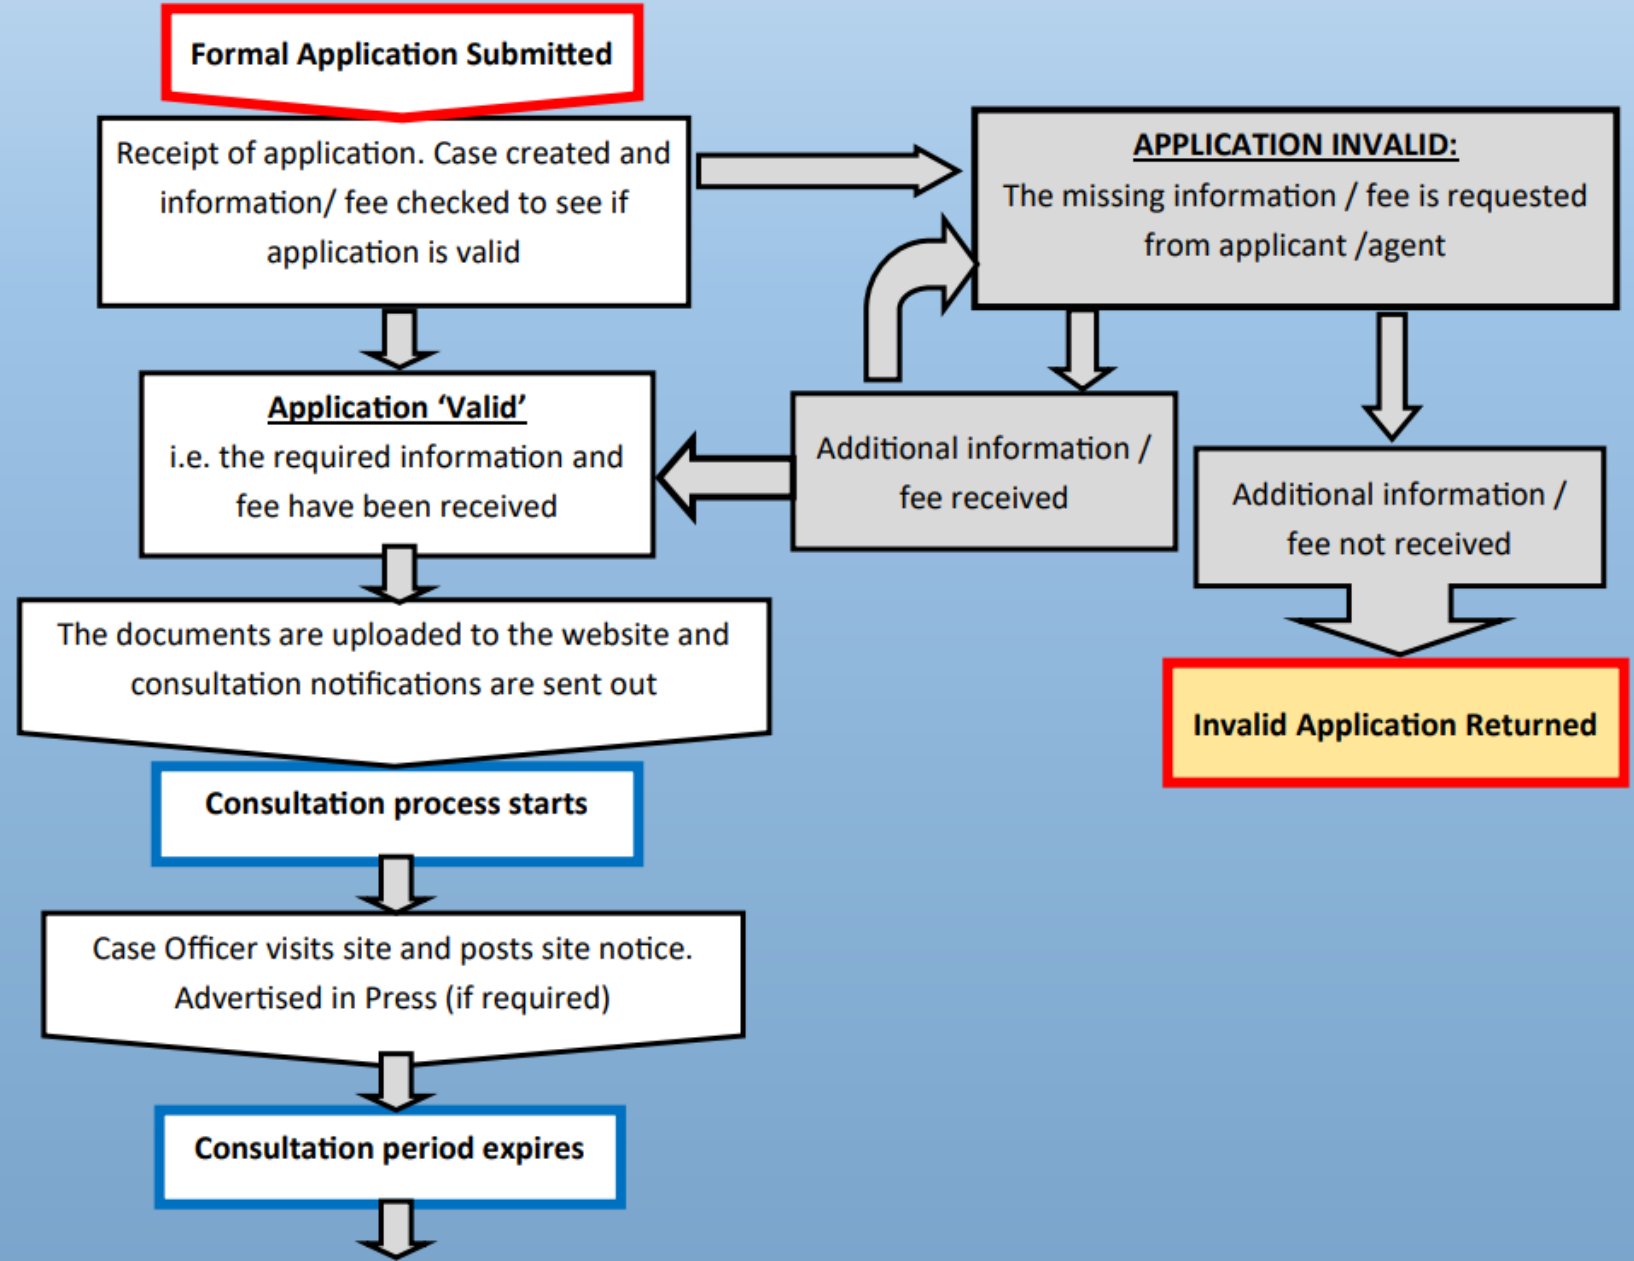 Formal Application Submitted
Receipt of application. Case created and
information/ fee checked to see if
application is valid
APPLICATION INVALID:
The missing information / fee is requested
from applicant /agent
Application ‘Valid’
i.e. the required information and
fee have been received
Additional information /
fee received
Additional information /
fee not received
Invalid Application Returned
The documents are uploaded to the website and
consultation notifications are sent out
Consultation process starts
Case Officer visits site and posts site notice.
Advertised in Press (if required)
Consultation period expires